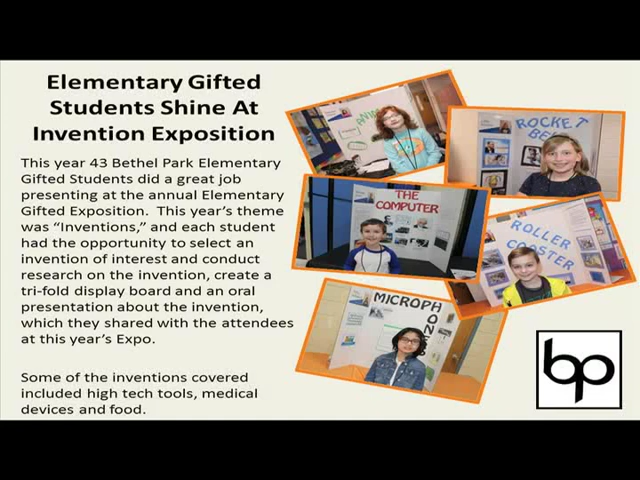 Elementary Gifted
Students Shine At
Invention Exposition
This year 43 Bethel Park Elementary
Gifted Students did a great job
presenting at the annual Elementary
Gifted Exposition. This year's theme
was "Inventions," and each student
had the opportunity to select an
invention of interest and conduct
research on the invention, create a
tri-fold display board and an oral
presentation about the invention,
which they shared with the attendees
at this year's Expo.
Some of the inventions covered
included high tech tools, medical
devices and food.
ROCKET
THE
COMPUTER
ROLLER
COASTER
MICROPHONES
bp